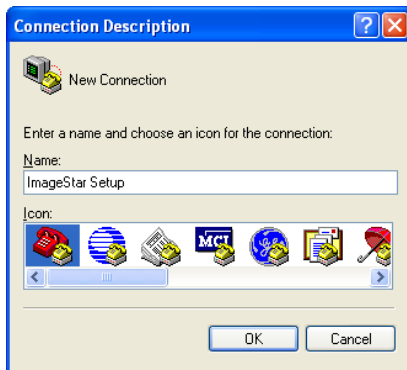 Connection Description
New Connection
Enter a name and choose an icon for the connection:
Name:
ImageStar Setup
Icon:
MCI
OK Cancel